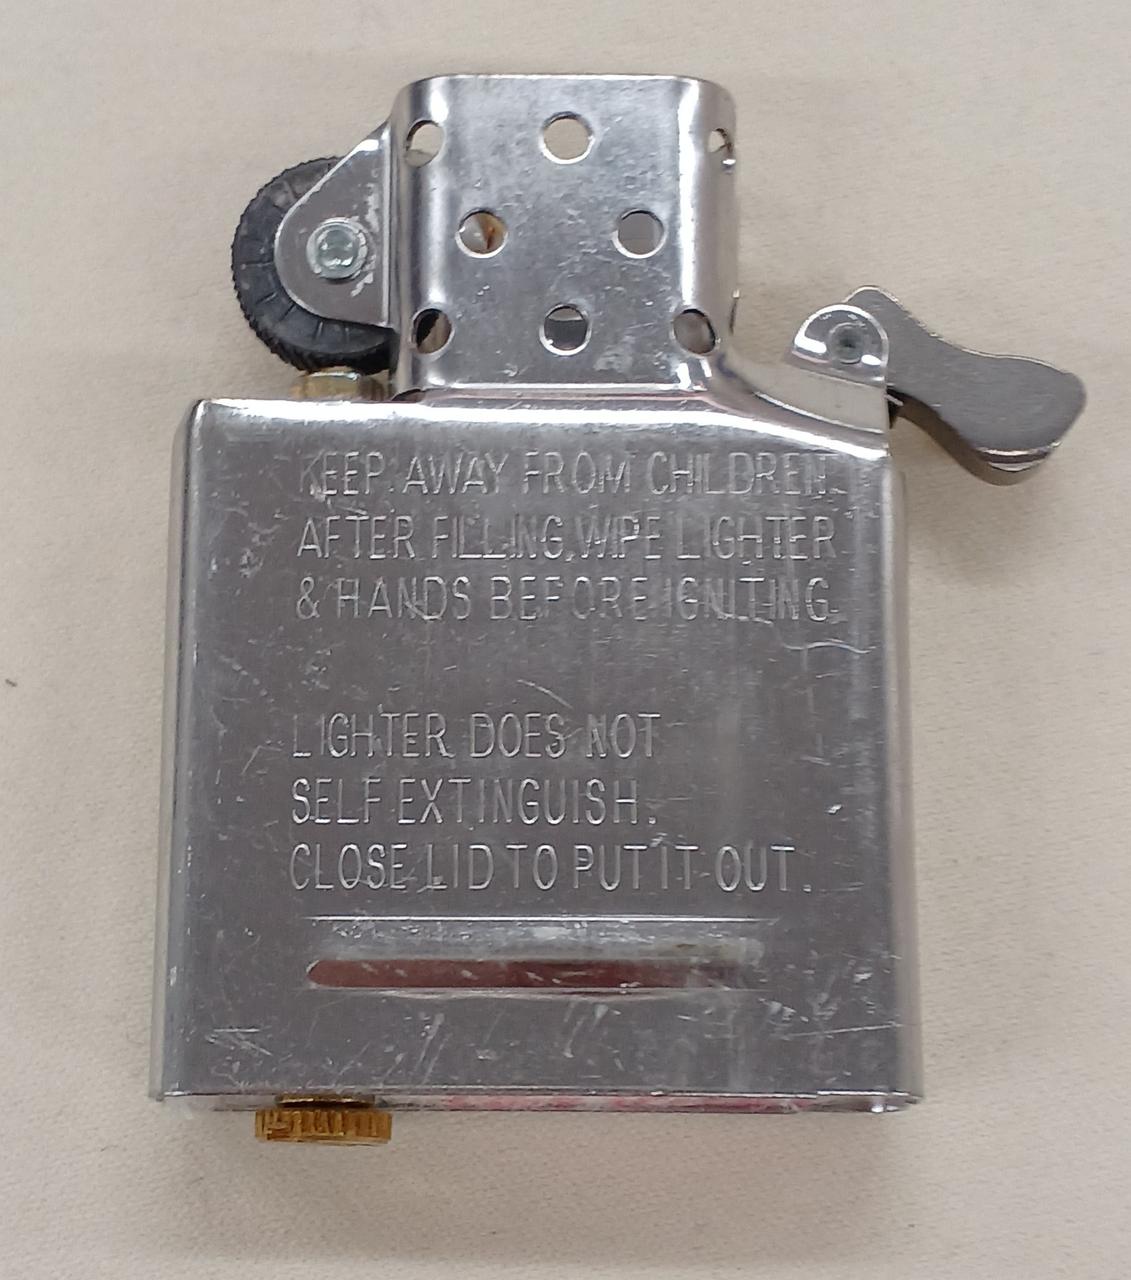 KEEP AWAY FROM CHILDREN.
AFTER FILLING, WIPE LIGHTER
& HANDS BEFORE IGNITING.
LIGHTER DOES NOT
SELF EXTINGUISH.
CLOSE LID TO PUT IT OUT.